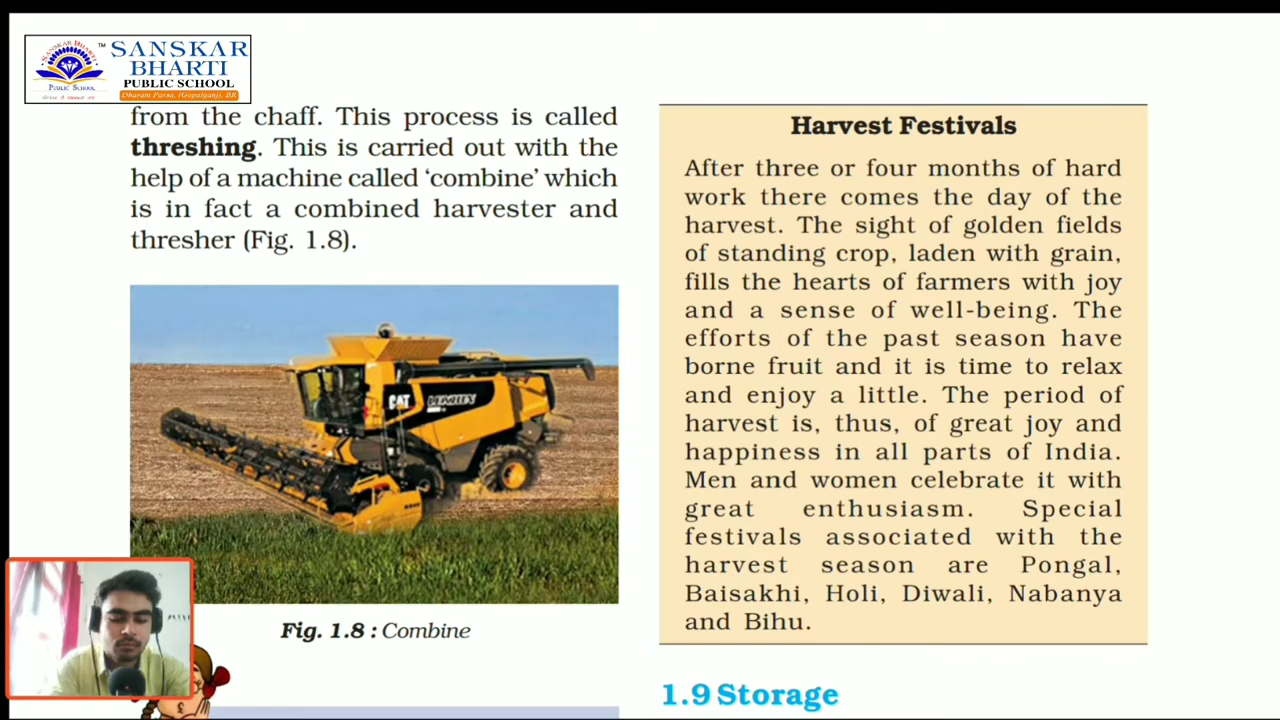 SANSKAR
BHARTI
PUBLIC SCHOOL
Dharam Parsa, (Gopalganj), BR
SANSKAR BHARTI
TM
PUBLIC SCHOOL
from the chaff. This process is called
threshing. This is carried out with the
help of a machine called ‘combine’ which
is in fact a combined harvester and
thresher (Fig. 1.8).
CAT
Fig. 1.8 : Combine
Harvest Festivals
After three or four months of hard
work there comes the day of the
harvest. The sight of golden fields
of standing crop, laden with grain,
fills the hearts of farmers with joy
and a sense of well-being. The
efforts of the past season have
borne fruit and it is time to relax
and enjoy a little. The period of
harvest is, thus, of great joy and
happiness in all parts of India.
Men and women celebrate it with
great enthusiasm. Special
festivals associated with the
harvest season are Pongal,
Baisakhi, Holi, Diwali, Nabanya
and Bihu.
1.9 Storage